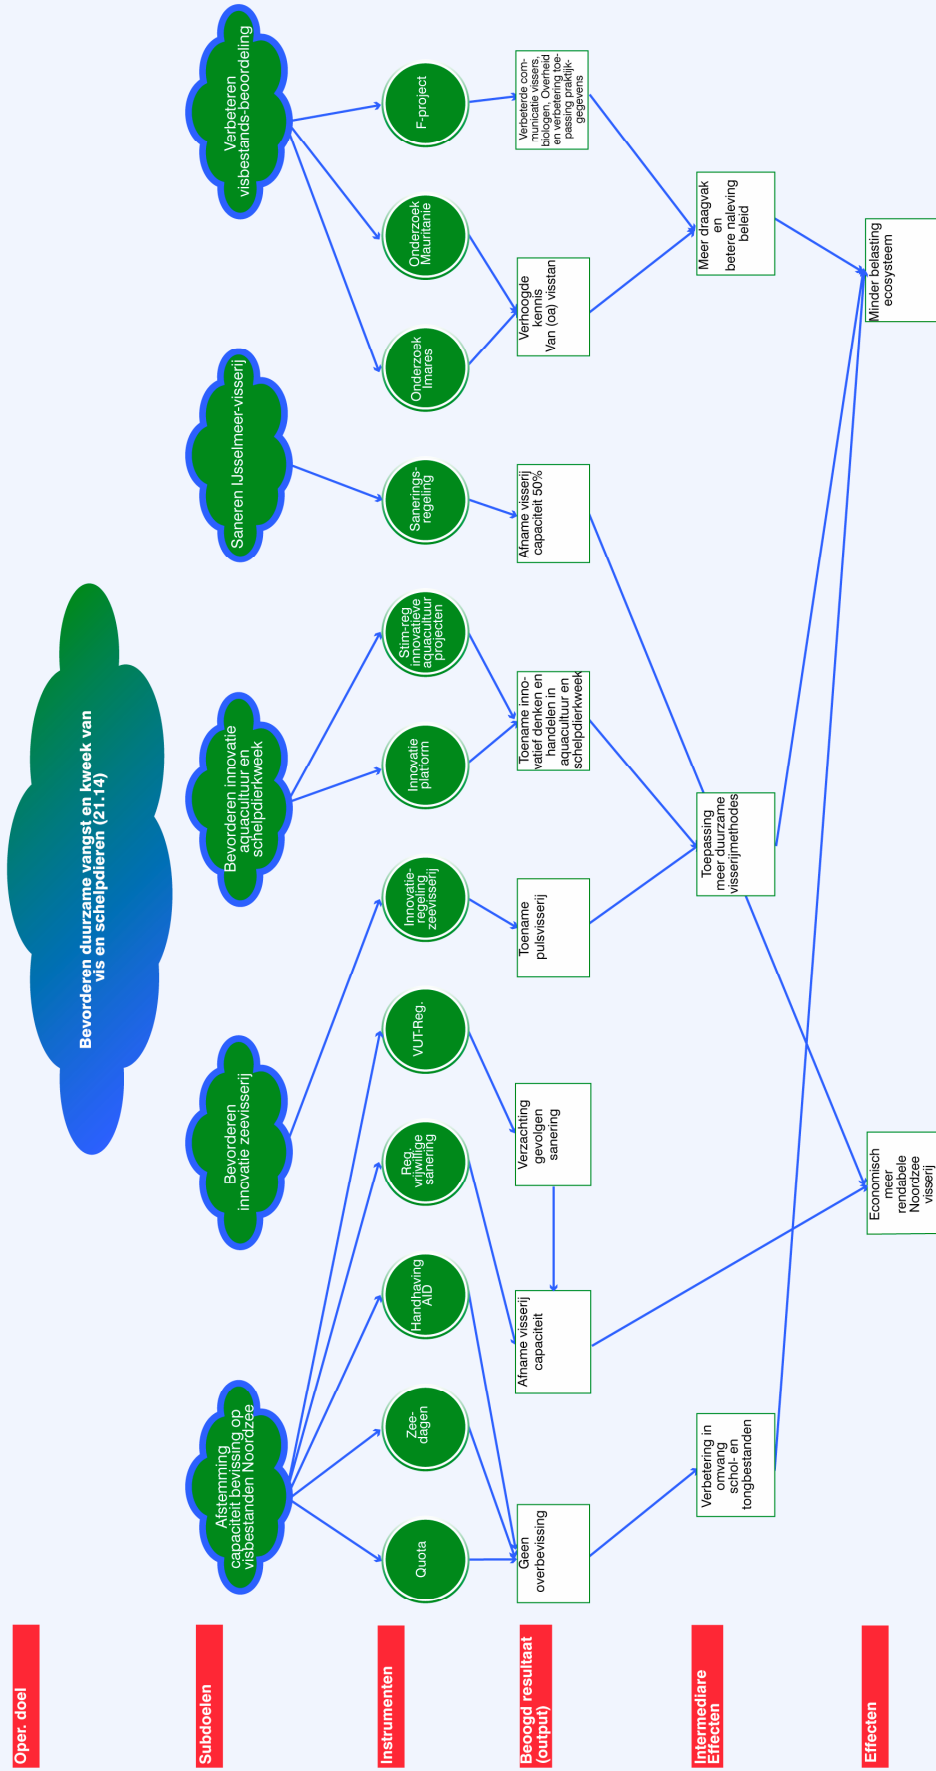 Oper. doel
Bevorderen duurzame vangst en kweek van
vis en schelpdieren (21.14)
Subdoelen
Afstemming
capaciteit bevissing op
visbestanden Noordzee
Bevorderen
innovatie zeevisserij
Bevorderen innovatie
aquacultuur en
schelpdierkweek
Saneren IJsselmeer-visserij
Verbeteren
visbestands-beoordeling
Instrumenten
Quota
Zee-
dagen
Handhaving
AID
Reg.
vrijwillige
sanering
VUT-Reg.
Innovatie-
regeling
zeevisserij
Innovatie
platform
Stim-reg
innovatieve
aquacultuur
projecten
Sanerings-
regeling
Onderzoek
Imares
Onderzoek
Mauritanie
F-project
Beoogd resultaat
(output)
Geen
overbevissing
Afname visserij
capaciteit
Verzachting
gevolgen
sanering
Toename
pulsvisserij
Toename inno-
vatief denken en
handelen in
aquacultuur en
schelpdierkweek
Afname visserij
capaciteit 50%
Verhoogde
kennis
Van (oa) visstan
Verbeterde com-
municatie vissers,
biologen, Overheid
en verbetering toe-
passing praktijk-
gegevens
Intermediare
Effecten
Verbetering in
omvang
schol- en
tongbestanden
Toepassing
meer duurzame
visserijmethodes
Meer draagvak
en
betere naleving
beleid
Effecten
Economisch
meer
rendabele
Noordzee
visserij
Minder belasting
ecosysteem